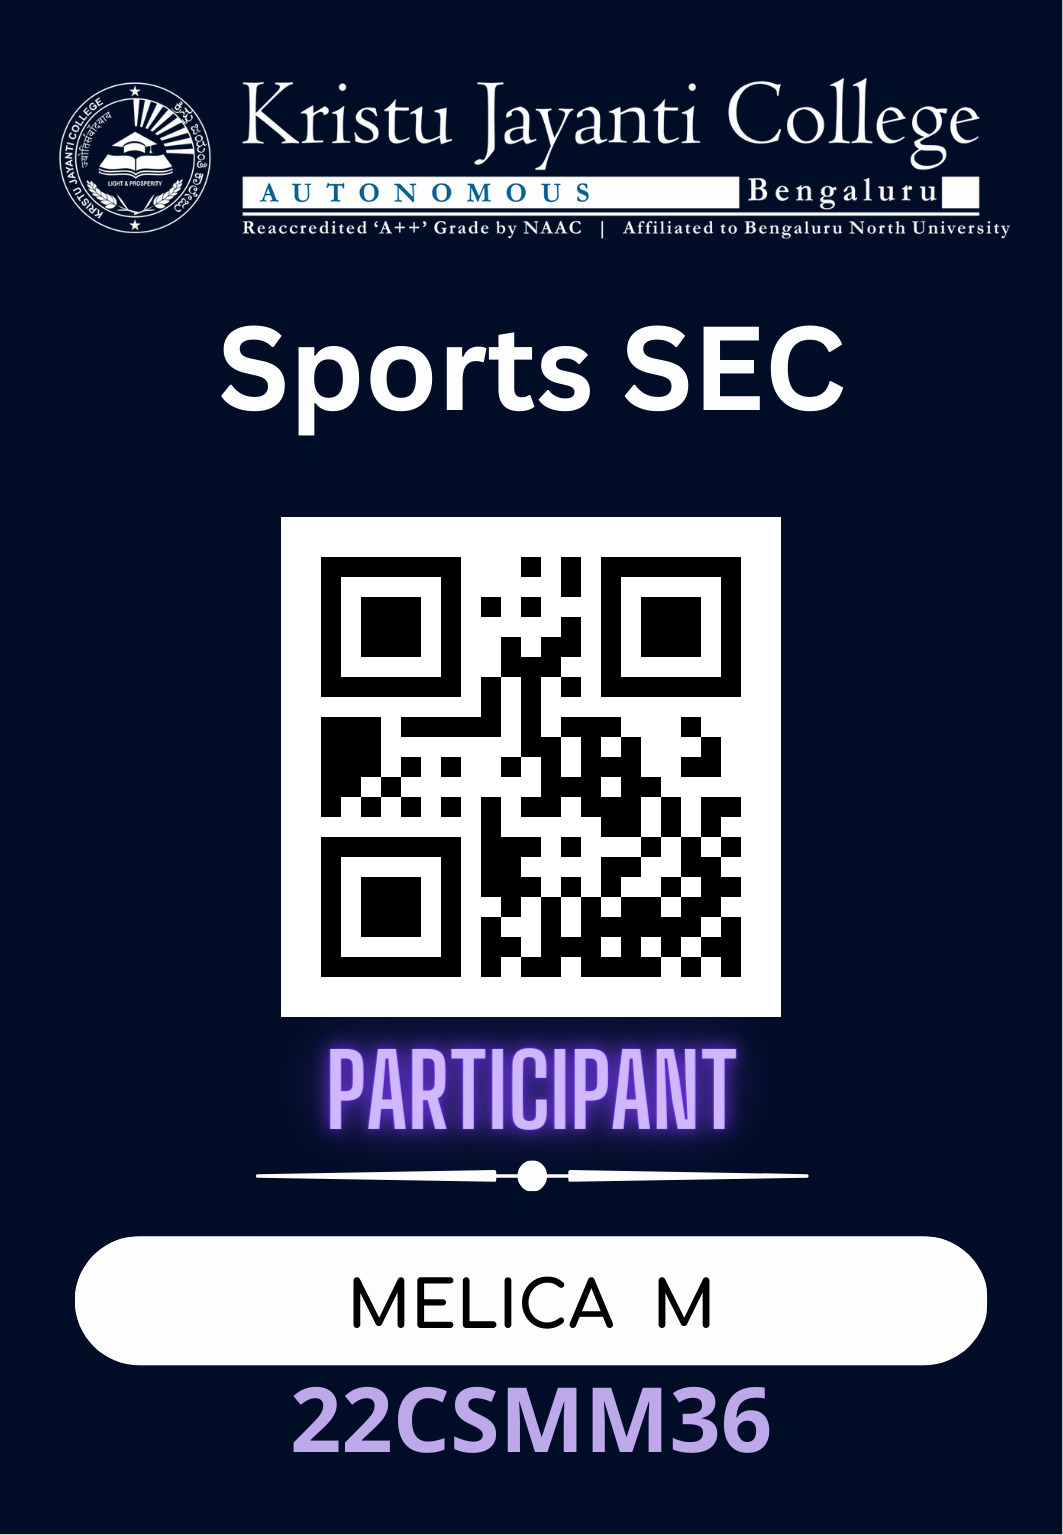 Kristu Jayanti College
AUTONOMOUS Bengaluru
Reaccredited ‘A++’ Grade by NAAC | Affiliated to Bengaluru North University
KRISTU JAYANTI COLLEGE
LIGHT & PROSPERITY
Sports SEC
PARTICIPANT
MELICA M
22CSMM36